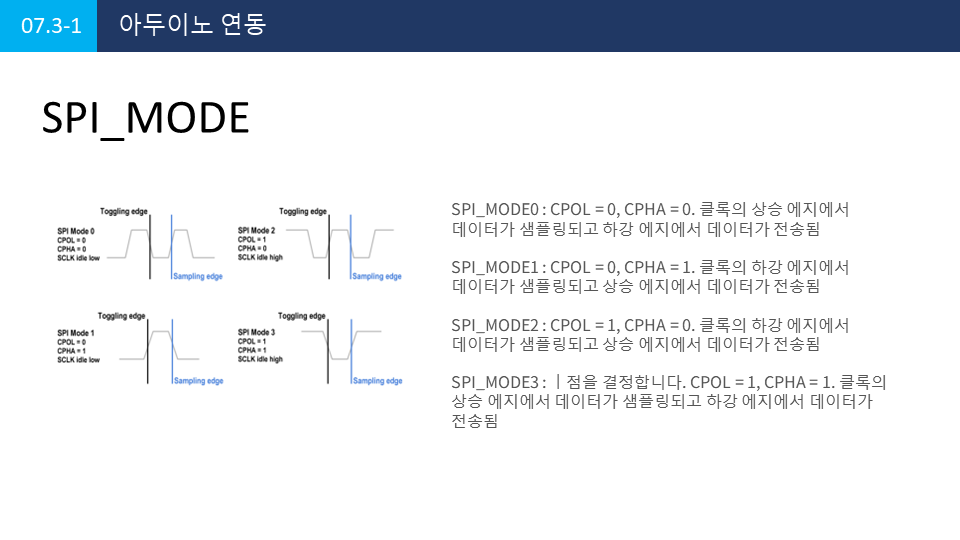 07.3-1
아두이노 연동
SPI_MODE
Toggling edge
SPI Mode 0
CPOL = 0
CPHA = 0
SCLK idle low
Sampling edge
Toggling edge
SPI Mode 2
CPOL = 1
CPHA = 0
SCLK idle high
Sampling edge
Toggling edge
SPI Mode 1
CPOL = 0
CPHA = 1
SCLK idle low
Sampling edge
Toggling edge
SPI Mode 3
CPOL = 1
CPHA = 1
SCLK idle high
Sampling edge
SPI_MODE0 : CPOL = 0, CPHA = 0. 클록의 상승 에지에서
데이터가 샘플링되고 하강 에지에서 데이터가 전송됨
SPI_MODE1 : CPOL = 0, CPHA = 1. 클록의 하강 에지에서
데이터가 샘플링되고 상승 에지에서 데이터가 전송됨
SPI_MODE2 : CPOL = 1, CPHA = 0. 클록의 하강 에지에서
데이터가 샘플링되고 상승 에지에서 데이터가 전송됨
SPI_MODE3 : ㅣ점을 결정합니다. CPOL = 1, CPHA = 1. 클록의
상승 에지에서 데이터가 샘플링되고 하강 에지에서 데이터가
전송됨